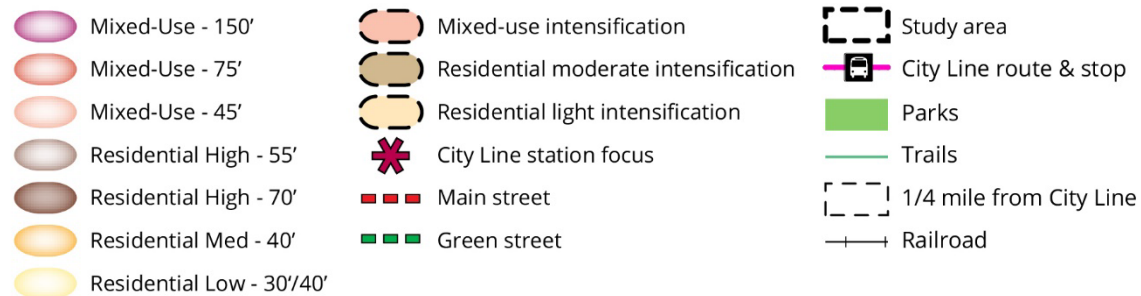 Mixed-Use - 150’
Mixed-Use - 75’
Mixed-Use - 45’
Residential High - 55’
Residential High - 70’
Residential Med - 40’
Residential Low - 30‘/40’
Mixed-use intensification
Residential moderate intensification
Residential light intensification
City Line station focus
Main street
Green street
Study area
City Line route & stop
Parks
Trails
1/4 mile from City Line
Railroad